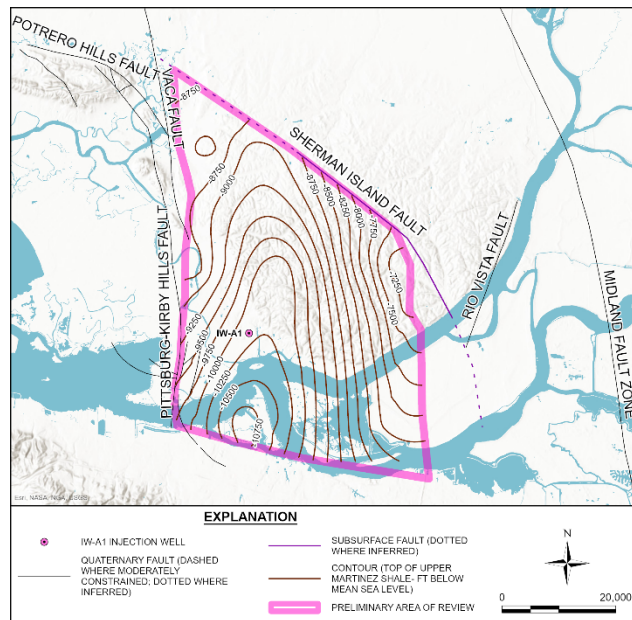 POTRERO HILLS FAULT
VACA FAULT
-8750
SHERMAN ISLAND FAULT
-8750
-9000
-8750
-8500
-8250
-8000
-7750
-7250
-7500
RIO VISTA FAULT
MIDLAND FAULT ZONE
PITTSBURG-KIRBY HILLS FAULT
-9250
IW-A1
-9500
-9750
-10000
-10250
-10500
-10750
Esri, NASA, NGA, USGS
EXPLANATION
IW-A1 INJECTION WELL
QUATERNARY FAULT (DASHED
WHERE MODERATELY
CONSTRAINED; DOTTED WHERE
INFERRED)
SUBSURFACE FAULT (DOTTED
WHERE INFERRED)
CONTOUR (TOP OF UPPER
MARTINEZ SHALE- FT BELOW
MEAN SEA LEVEL)
PRELIMINARY AREA OF REVIEW
N
0
20,000